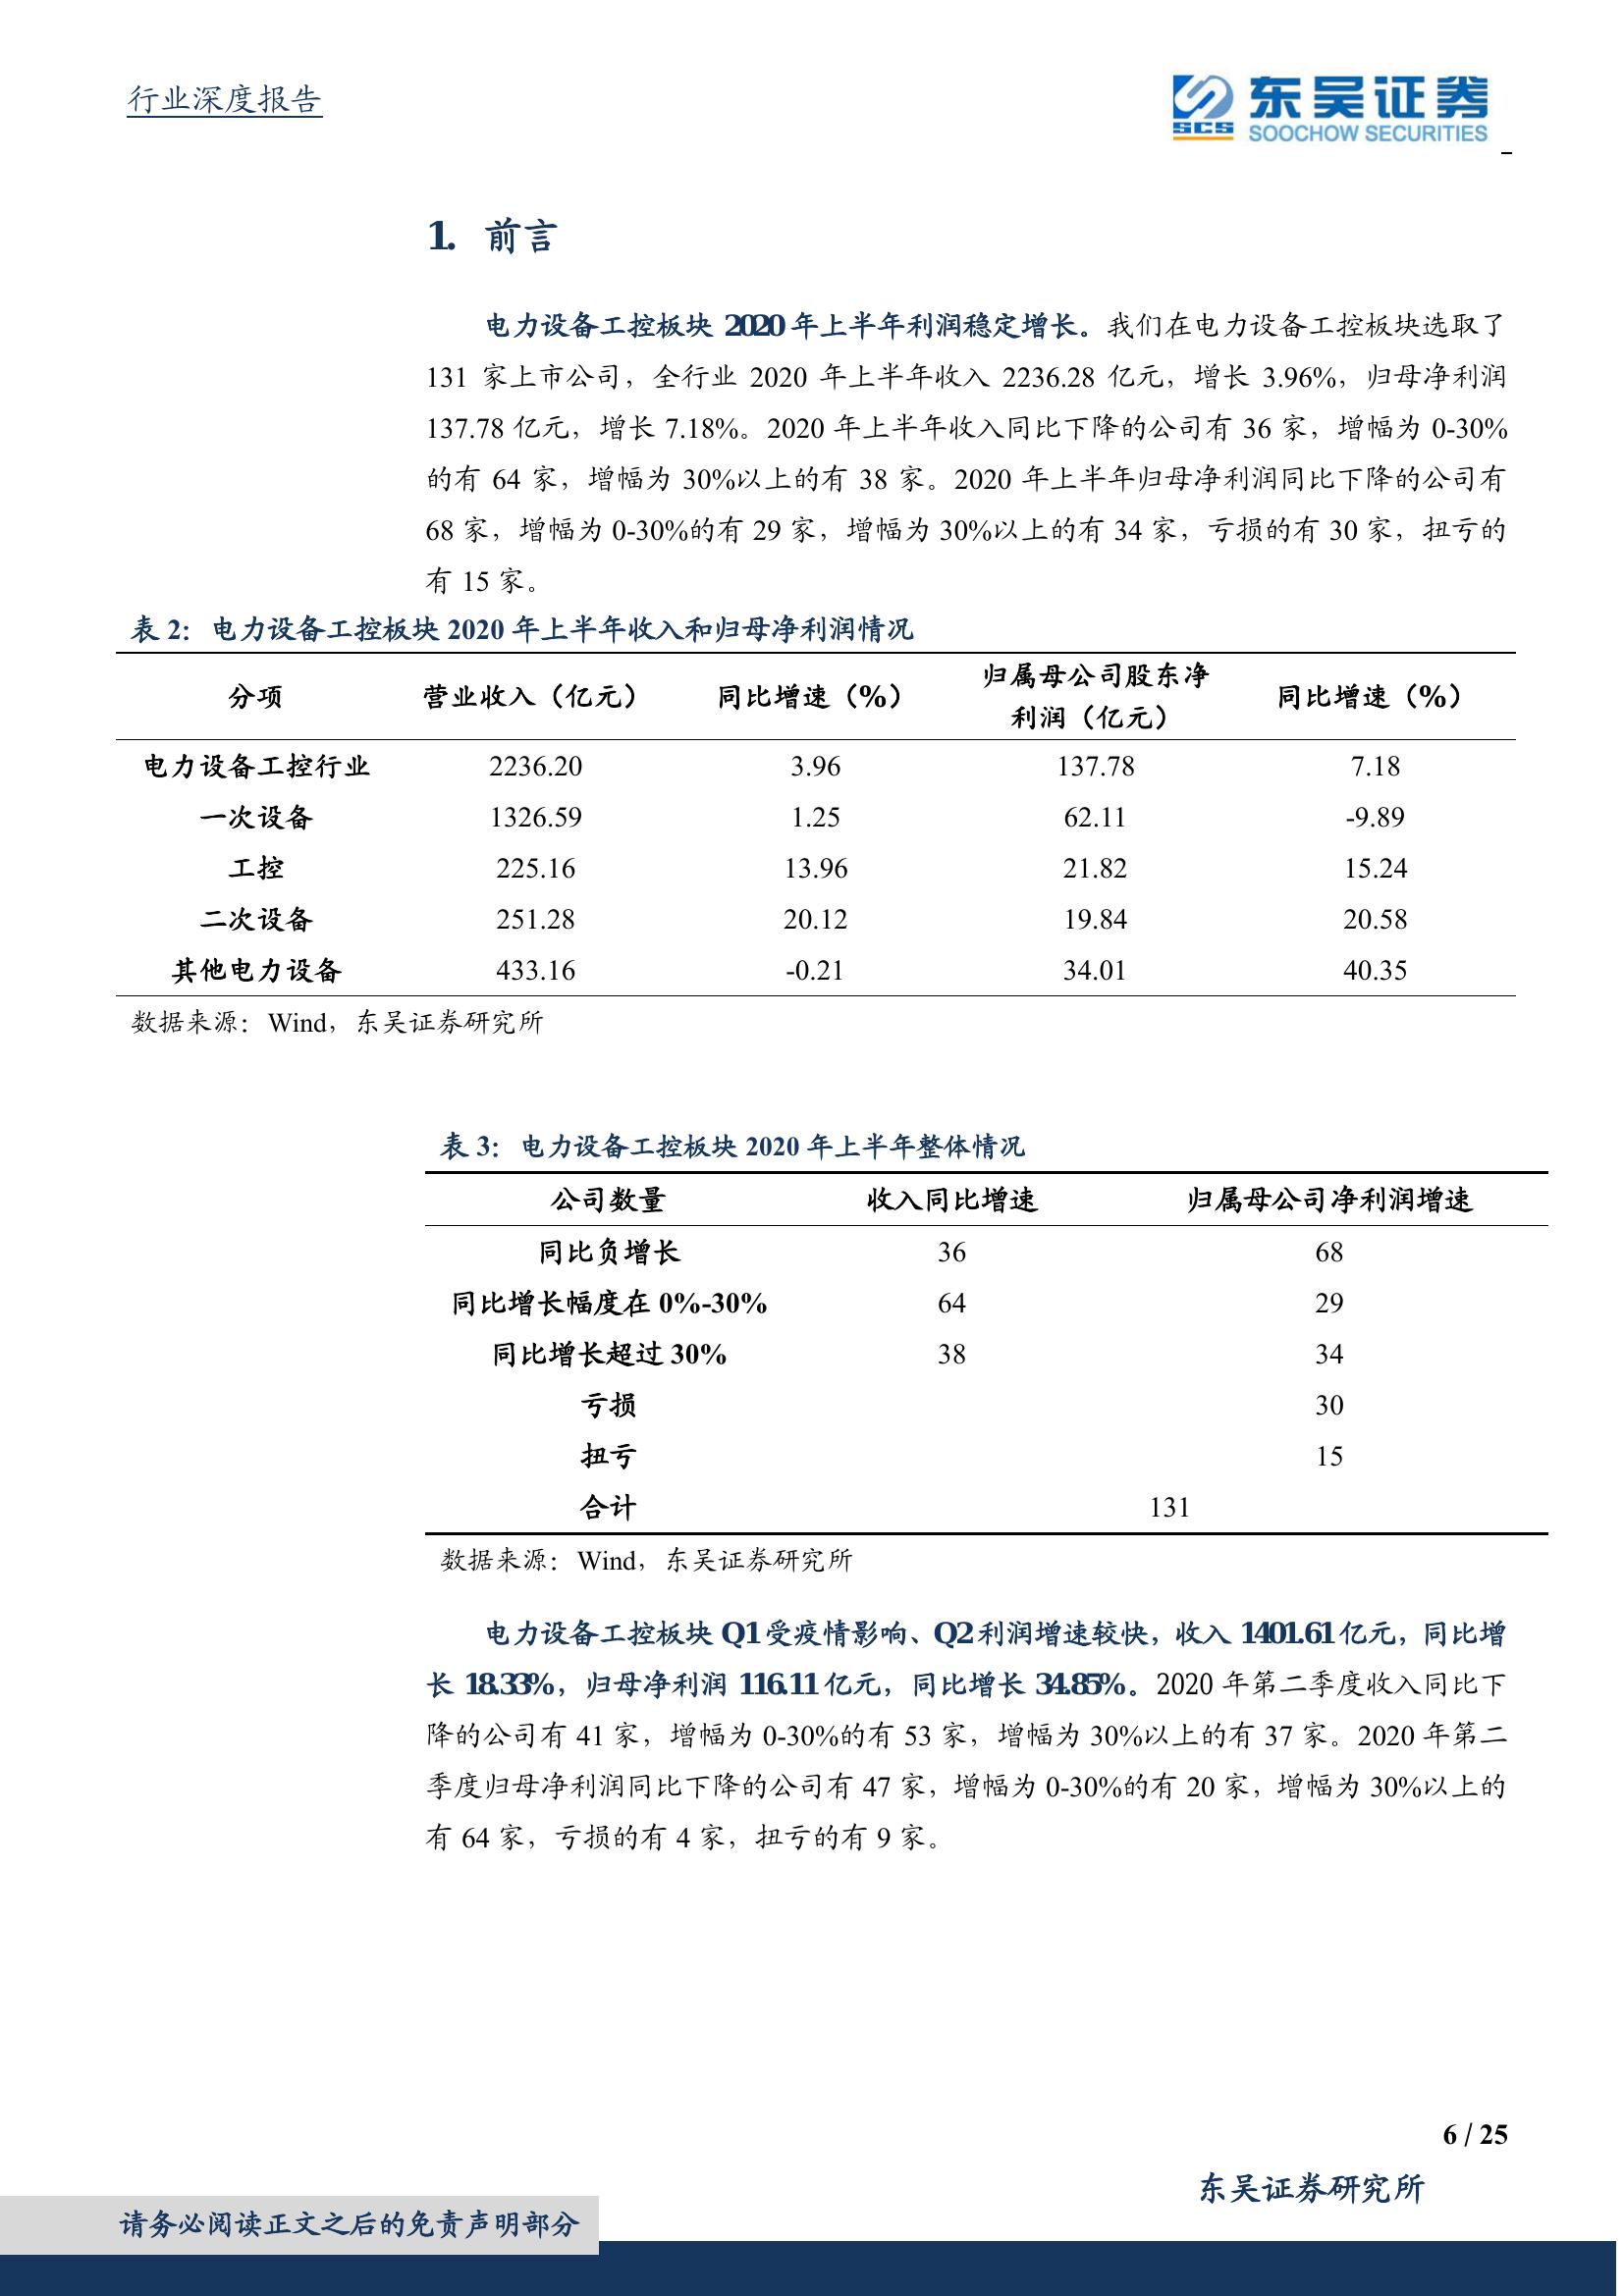 行业深度报告
SCS 东吴证券
SOOCHOW SECURITIES
1. 前言
电力设备工控板块 2020 年上半年利润稳定增长。我们在电力设备工控板块选取了
131 家上市公司，全行业 2020 年上半年收入 2236.28 亿元，增长 3.96%，归母净利润
137.78 亿元，增长 7.18%。2020 年上半年收入同比下降的公司有 36 家，增幅为 0-30%
的有 64 家，增幅为 30%以上的有 38 家。2020 年上半年归母净利润同比下降的公司有
68 家，增幅为 0-30%的有 29 家，增幅为 30%以上的有 34 家，亏损的有 30 家，扭亏的
有 15 家。
表 2：电力设备工控板块 2020 年上半年收入和归母净利润情况
分项 营业收入（亿元） 同比增速（%） 归属母公司股东净利润（亿元） 同比增速（%）
电力设备工控行业 2236.20 3.96 137.78 7.18
一次设备 1326.59 1.25 62.11 -9.89
工控 225.16 13.96 21.82 15.24
二次设备 251.28 20.12 19.84 20.58
其他电力设备 433.16 -0.21 34.01 40.35
数据来源：Wind，东吴证券研究所
表 3：电力设备工控板块 2020 年上半年整体情况
公司数量 收入同比增速 归属母公司净利润增速
同比负增长 36 68
同比增长幅度在 0%-30% 64 29
同比增长超过 30% 38 34
亏损 30
扭亏 15
合计 131
数据来源：Wind，东吴证券研究所
电力设备工控板块 Q1 受疫情影响、Q2 利润增速较快，收入 1401.61 亿元，同比增
长 18.33%，归母净利润 116.11 亿元，同比增长 34.85%。2020 年第二季度收入同比下
降的公司有 41 家，增幅为 0-30%的有 53 家，增幅为 30%以上的有 37 家。2020 年第二
季度归母净利润同比下降的公司有 47 家，增幅为 0-30%的有 20 家，增幅为 30%以上的
有 64 家，亏损的有 4 家，扭亏的有 9 家。
6 / 25
东吴证券研究所
请务必阅读正文之后的免责声明部分